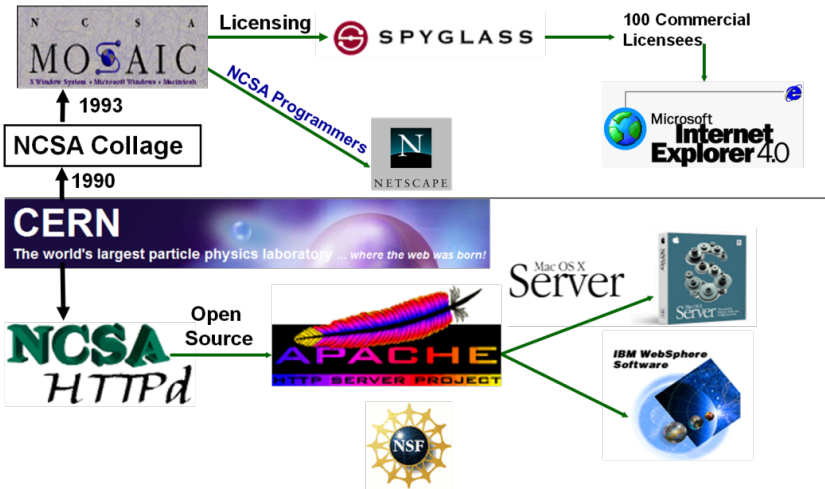 N C S A
MOSAIC
X Window System • Microsoft Windows • Macintosh
Licensing
SPYGLASS
100 Commercial
Licensees
NCSA Programmers
1993
NCSA Collage
1990
N
NETSCAPE
Microsoft
Internet
Explorer 4.0
CERN
The world's largest particle physics laboratory ... where the web was born!
NCSA
HTTPd
Open
Source
APACHE
HTTP SERVER PROJECT
Mac OS X
Server
Mac OS X
Server
IBM WebSphere
Software
NSF